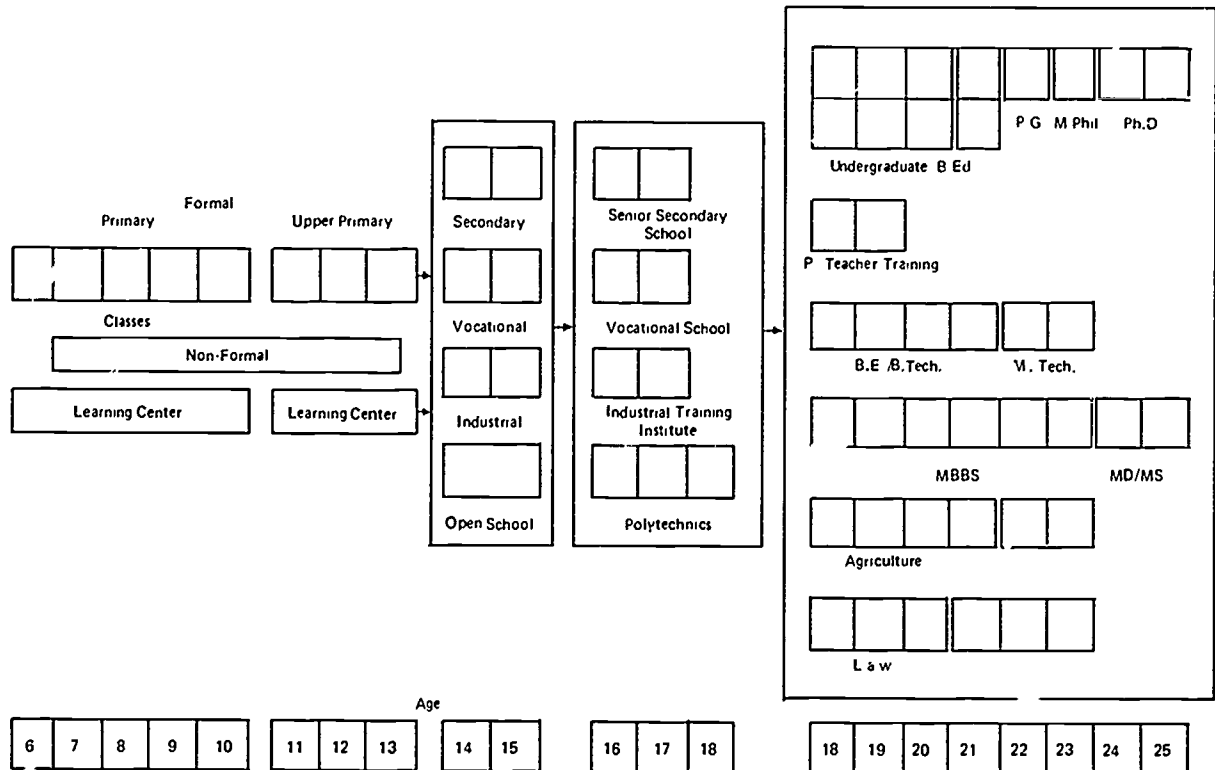 P G M Phil Ph.D
Undergraduate B Ed
Formal
Primary Upper Primary Secondary Senior Secondary
School
P Teacher Training
Classes Vocational Vocational School
Non-Formal
B.E /B.Tech. M. Tech.
Learning Center Learning Center Industrial Industrial Training
Institute
MBBS MD/MS
Open School Polytechnics
Agriculture
Law
Age
6 7 8 9 10 11 12 13 14 15 16 17 18 18 19 20 21 22 23 24 25